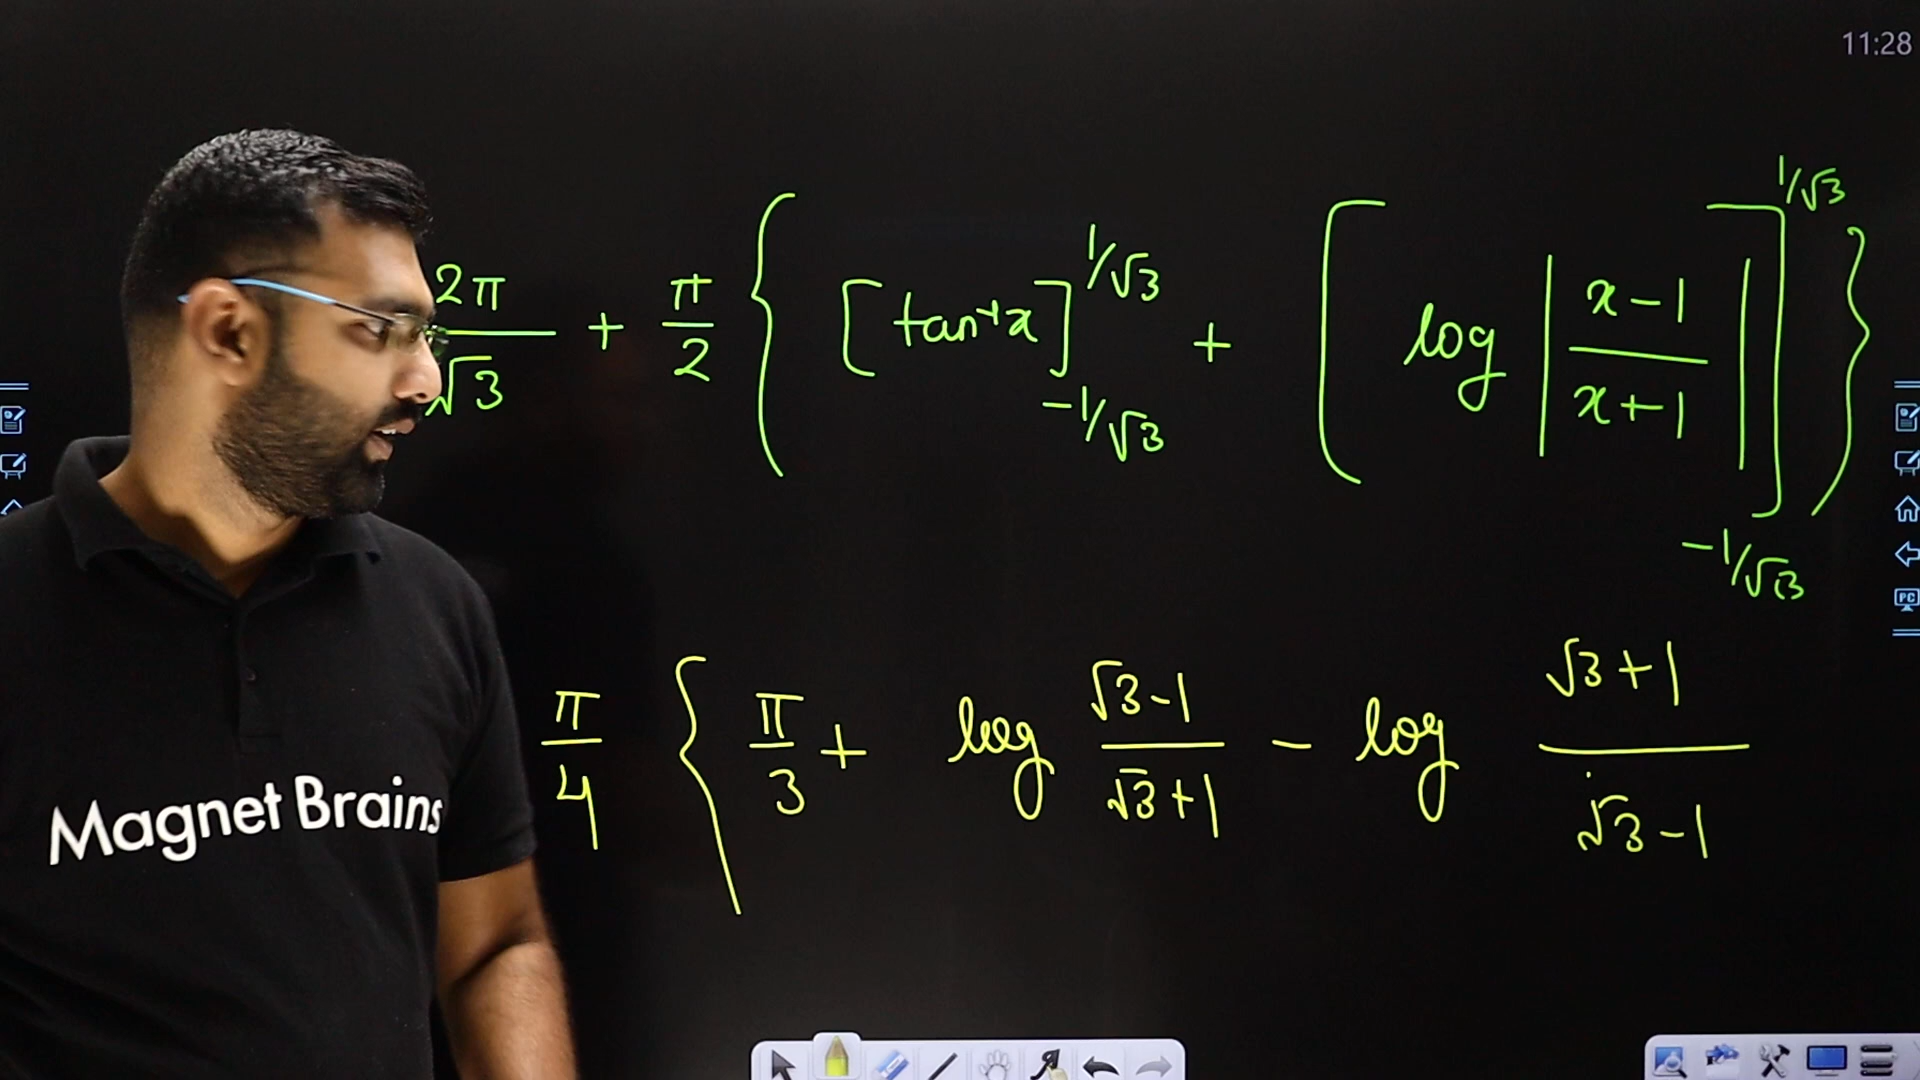 11:28
2π/√3 + π/2 { [tan⁻¹x]^{1/√3}_{-1/√3} + [log |x-1/x+1|]^{1/√3}_{-1/√3} }
π/4 { π/3 + log √3-1/√3+1 - log √3+1/√3-1
Magnet Brains
PC